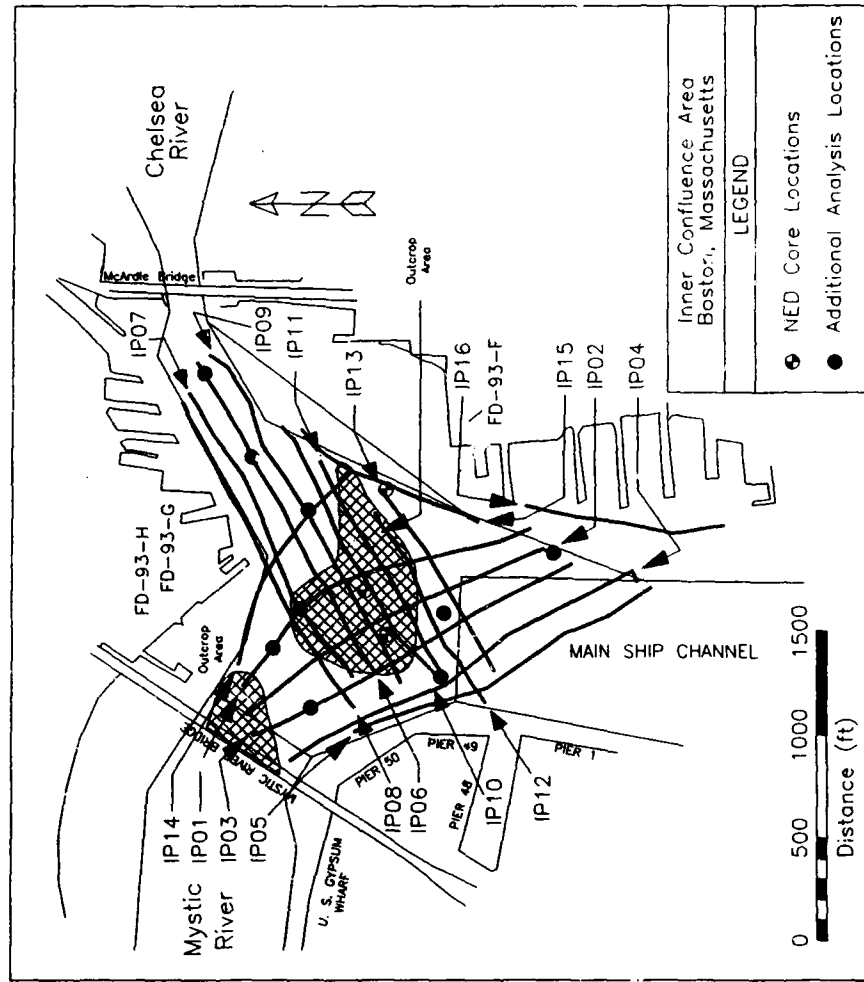 Chelsea
River
McArdle Bridge
N
IP07
IP09
IP11
IP13
Outcrop
Area
IP16
FD-93-F
IP15
IP02
IP04
FD-93-H
FD-93-G
Outcrop
Area
MYSTIC RIVER BRIDGE
IP14
IP01
IP03
IP05
Mystic
River
U. S. GYPSUM
WHARF
PIER 50
PIER 49
PIER 48
PIER 1
IP08
IP06
IP10
IP12
MAIN SHIP CHANNEL
0
500
1000
1500
Distance (ft)
Inner Confluence Area
Boston, Massachusetts
LEGEND
NED Core Locations
Additional Analysis Locations